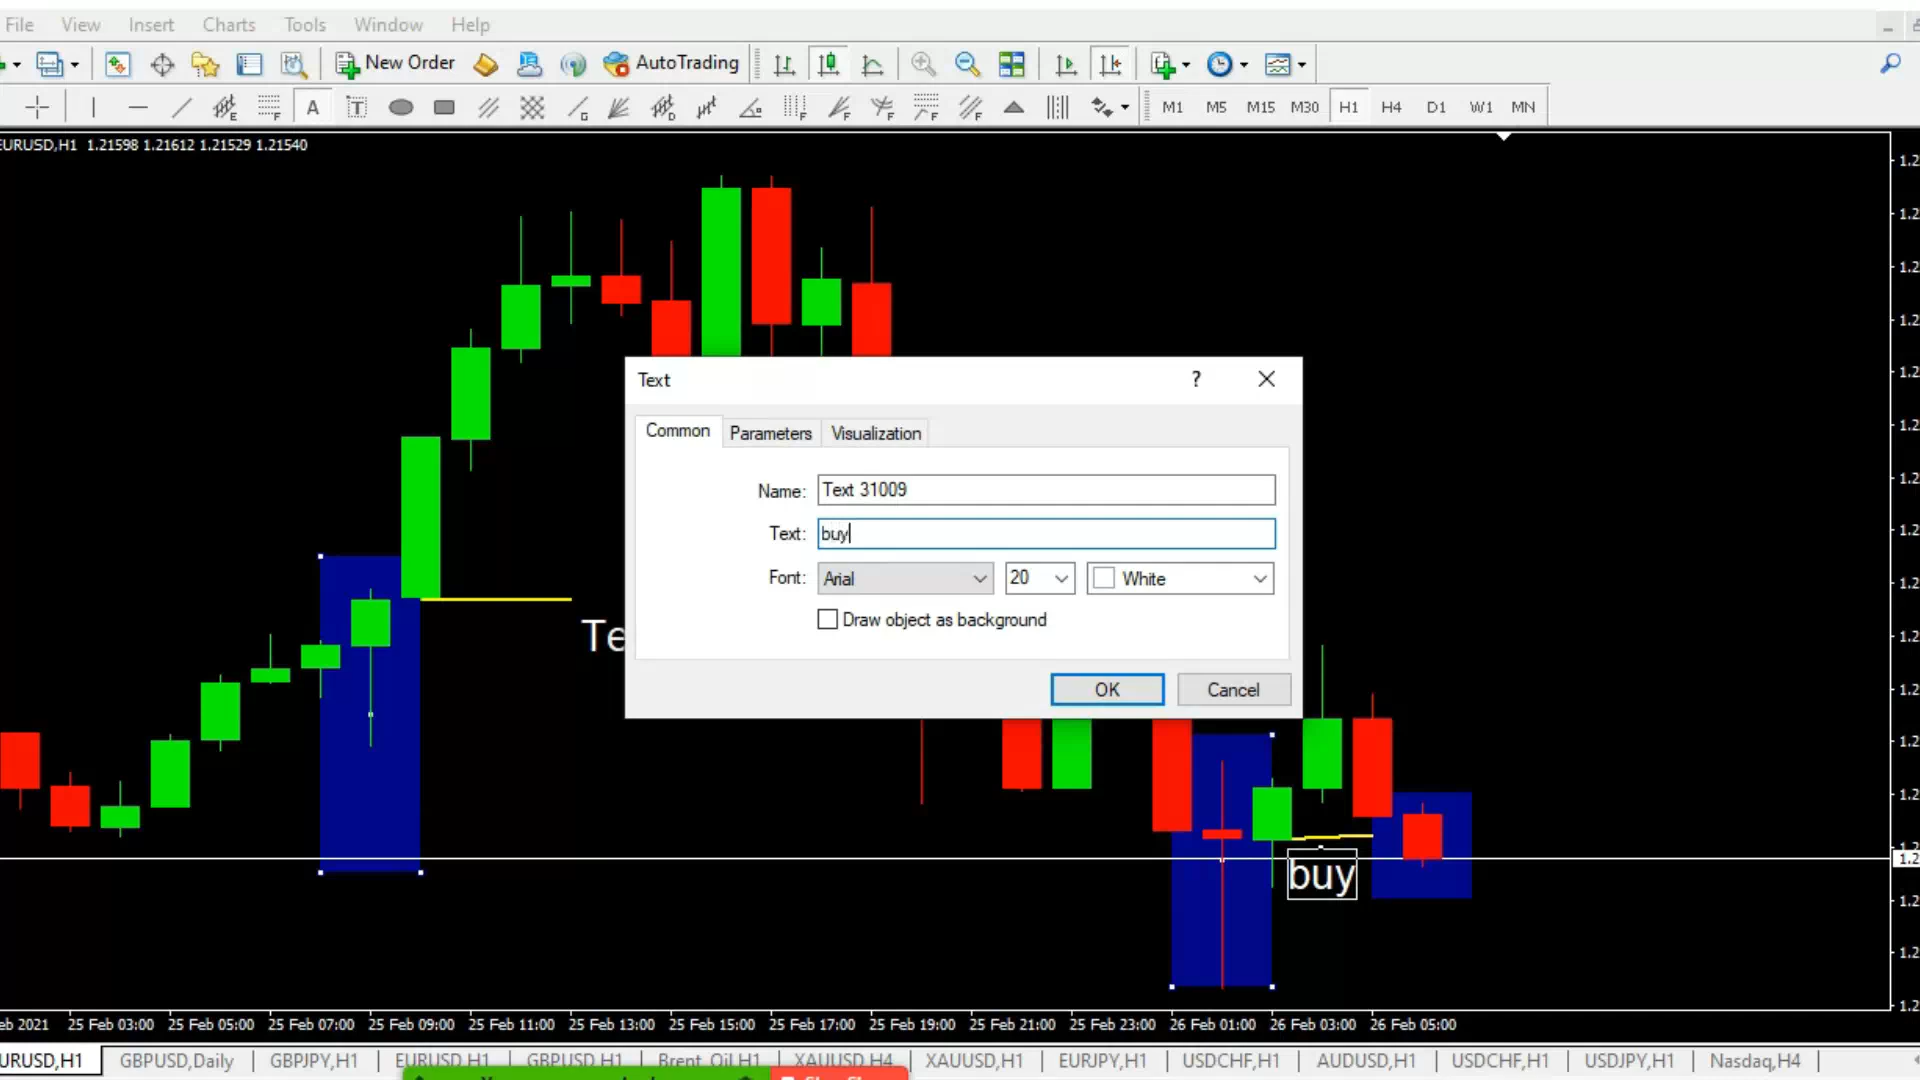 File View Insert Charts Tools Window Help
New Order AutoTrading
A T M1 M5 M15 M30 H1 H4 D1 W1 MN
EURUSD,H1 1.21598 1.21612 1.21529 1.21540
Text ?
Common Parameters Visualization
Name: Text 31009
Text: buy
Font: Arial 20 White
Draw object as background
Te
OK Cancel
buy
2021 25 Feb 03:00 25 Feb 05:00 25 Feb 07:00 25 Feb 09:00 25 Feb 11:00 25 Feb 13:00 25 Feb 15:00 25 Feb 17:00 25 Feb 19:00 25 Feb 21:00 25 Feb 23:00 26 Feb 01:00 26 Feb 03:00 26 Feb 05:00
URUSD,H1 GBPUSD,Daily GBPJPY,H1 EURUSD,H1 GBPUSD,H1 Brent_Oil,H1 XAUUSD,H4 XAUUSD,H1 EURJPY,H1 USDCHF,H1 AUDUSD,H1 USDCHF,H1 USDJPY,H1 Nasdaq,H4